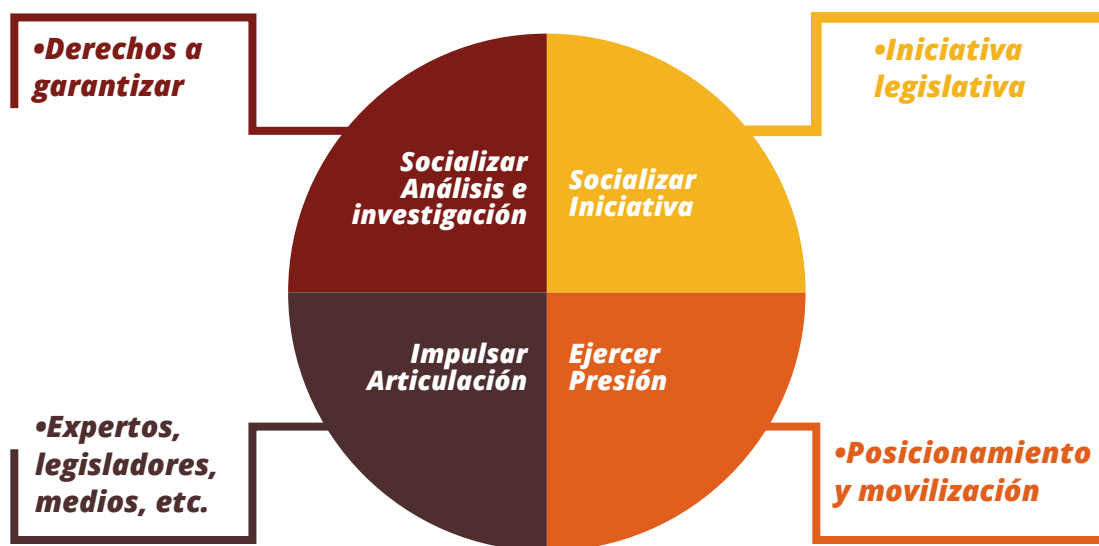 •Derechos a
garantizar
•Iniciativa
legislativa
Socializar
Análisis e
investigación
Socializar
Iniciativa
Impulsar
Articulación
Ejercer
Presión
•Expertos,
legisladores,
medios, etc.
•Posicionamiento
y movilización